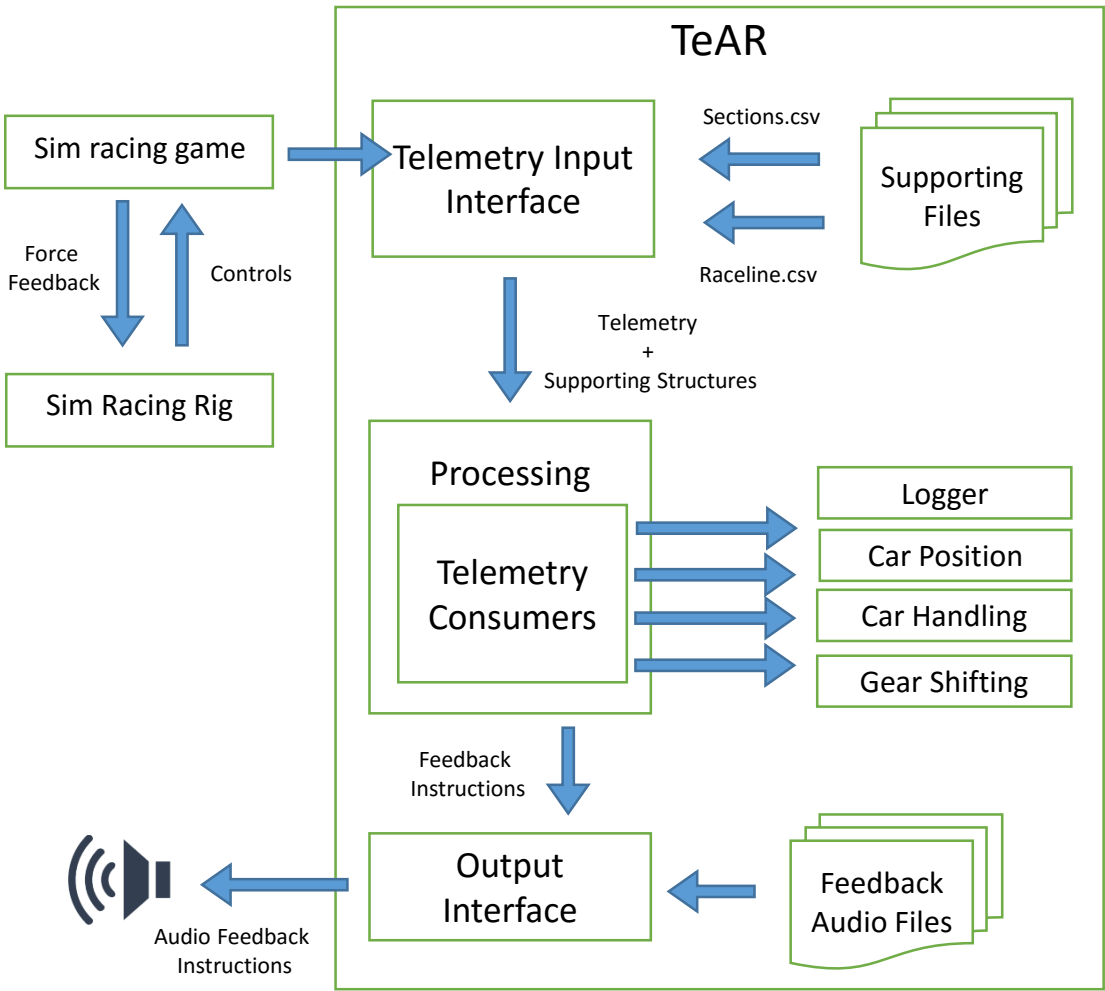 TeAR
Sim racing game
Telemetry Input
Interface
Sections.csv
Raceline.csv
Supporting
Files
Force
Feedback
Controls
Sim Racing Rig
Telemetry
+
Supporting Structures
Processing
Telemetry
Consumers
Logger
Car Position
Car Handling
Gear Shifting
Feedback
Instructions
Output
Interface
Feedback
Audio Files
Audio Feedback
Instructions